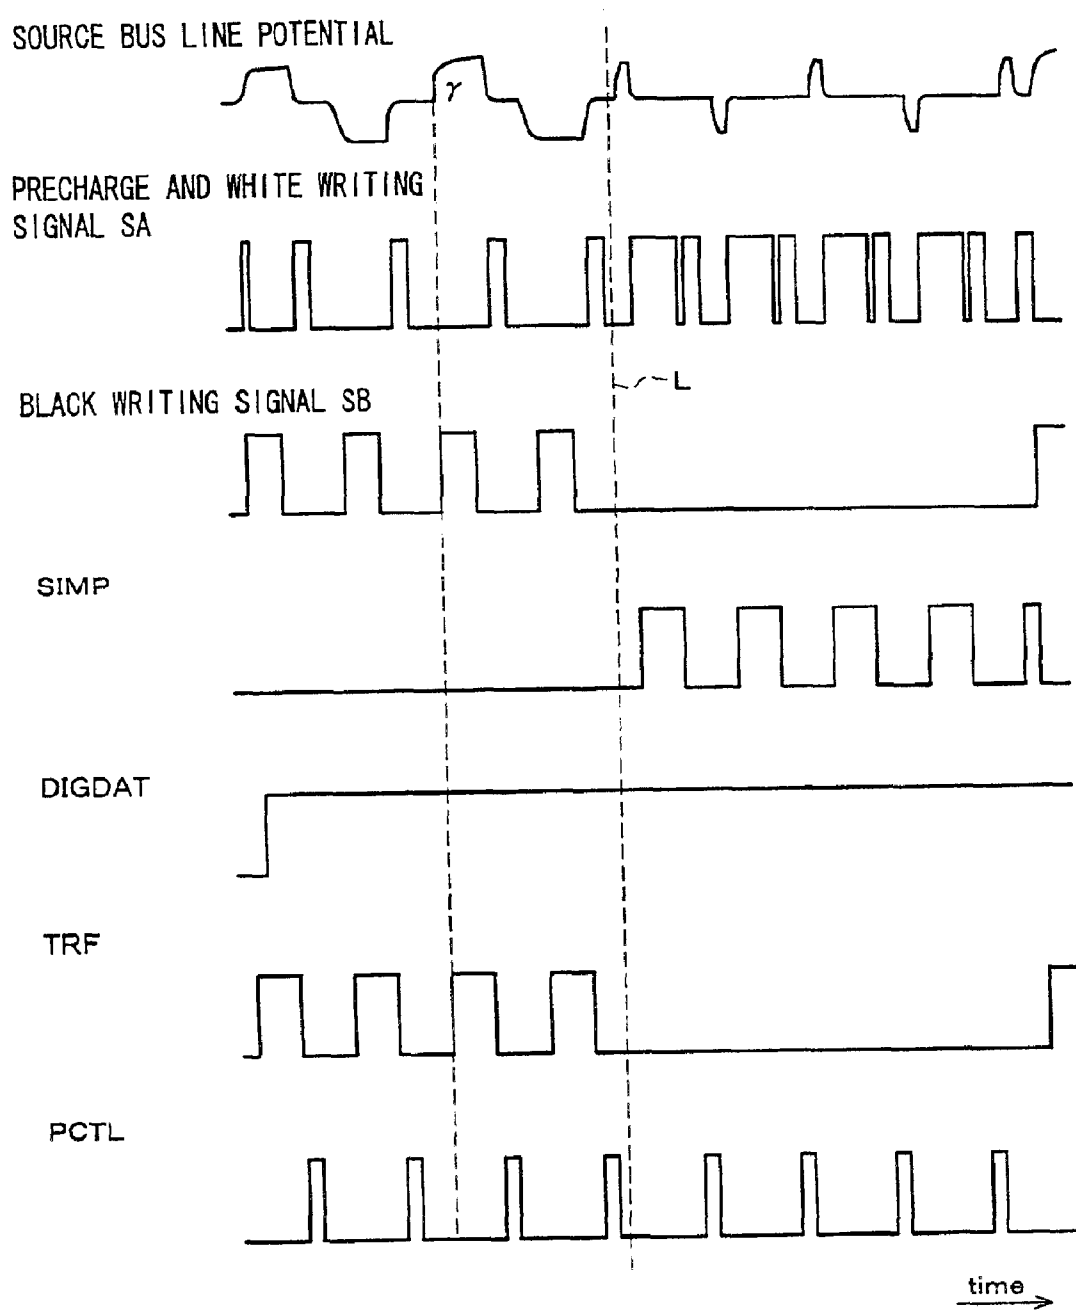 SOURCE BUS LINE POTENTIAL
γ
PRECHARGE AND WHITE WRITING
SIGNAL SA
L
BLACK WRITING SIGNAL SB
SIMP
DIGDAT
TRF
PCTL
time